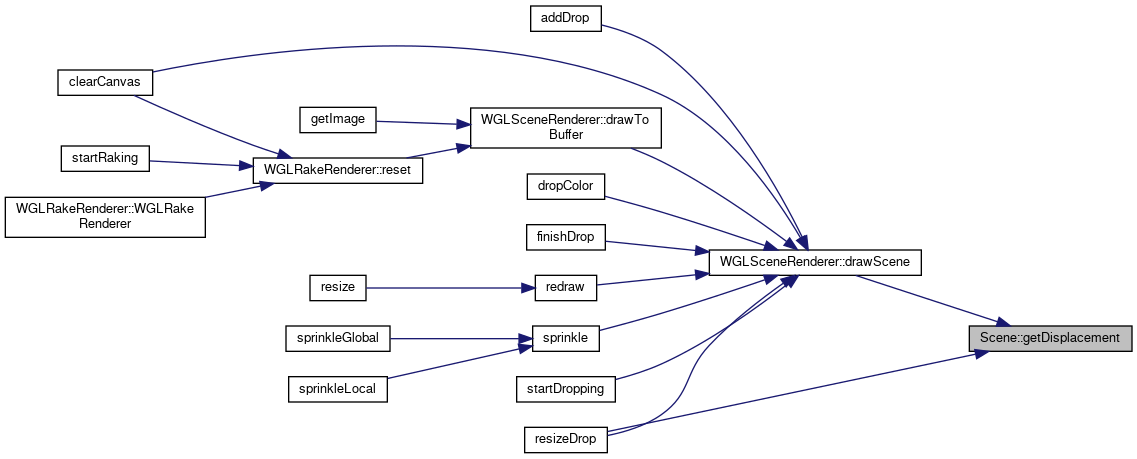 addDrop
clearCanvas
getImage
WGLSceneRenderer::drawTo
Buffer
startRaking
WGLRakeRenderer::reset
dropColor
WGLRakeRenderer::WGLRake
Renderer
finishDrop
WGLSceneRenderer::drawScene
resize
redraw
sprinkleGlobal
sprinkle
Scene::getDisplacement
sprinkleLocal
startDropping
resizeDrop